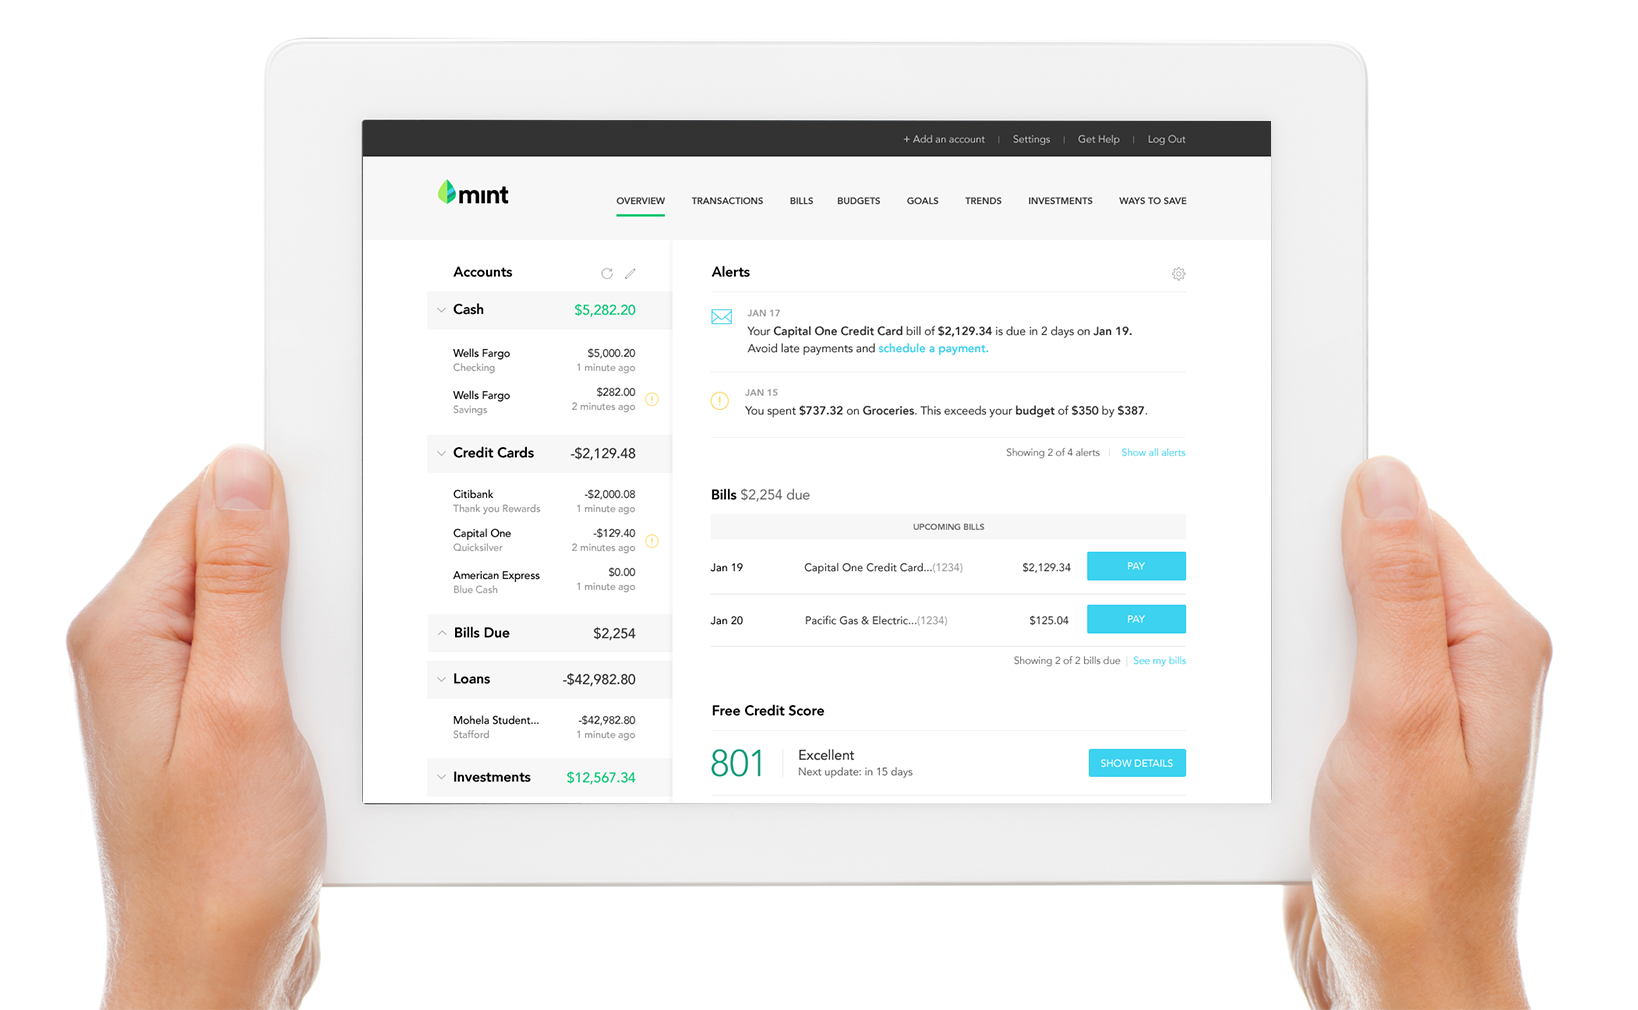 + Add an account | Settings | Get Help | Log Out
mint
OVERVIEW TRANSACTIONS BILLS BUDGETS GOALS TRENDS INVESTMENTS WAYS TO SAVE
Accounts
Cash $5,282.20
Wells Fargo $5,000.20
Checking 1 minute ago
Wells Fargo $282.00
Savings 2 minutes ago
Credit Cards -$2,129.48
Citibank -$2,000.08
Thank you Rewards 1 minute ago
Capital One -$129.40
Quicksilver 2 minutes ago
American Express $0.00
Blue Cash 1 minute ago
Bills Due $2,254
Loans -$42,982.80
Mohela Student... -$42,982.80
Stafford 1 minute ago
Investments $12,567.34
Alerts
JAN 17
Your Capital One Credit Card bill of $2,129.34 is due in 2 days on Jan 19.
Avoid late payments and schedule a payment.
JAN 15
You spent $737.32 on Groceries. This exceeds your budget of $350 by $387.
Showing 2 of 4 alerts | Show all alerts
Bills $2,254 due
UPCOMING BILLS
Jan 19 Capital One Credit Card...(1234) $2,129.34 PAY
Jan 20 Pacific Gas & Electric...(1234) $125.04 PAY
Showing 2 of 2 bills due | See my bills
Free Credit Score
801 Excellent
Next update: in 15 days
SHOW DETAILS